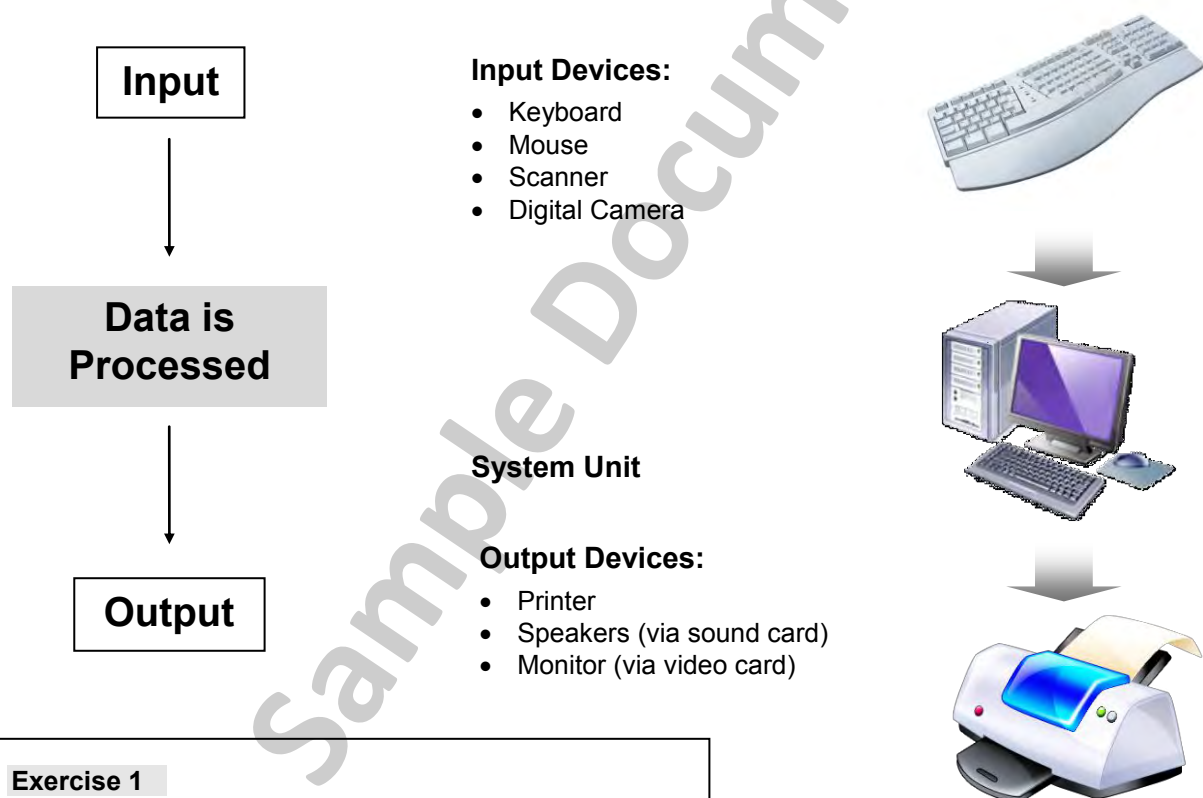 Input
Input Devices:
• Keyboard
• Mouse
• Scanner
• Digital Camera
Data is
Processed
System Unit
Output Devices:
Output
• Printer
• Speakers (via sound card)
• Monitor (via video card)
Sample Docum
Exercise 1